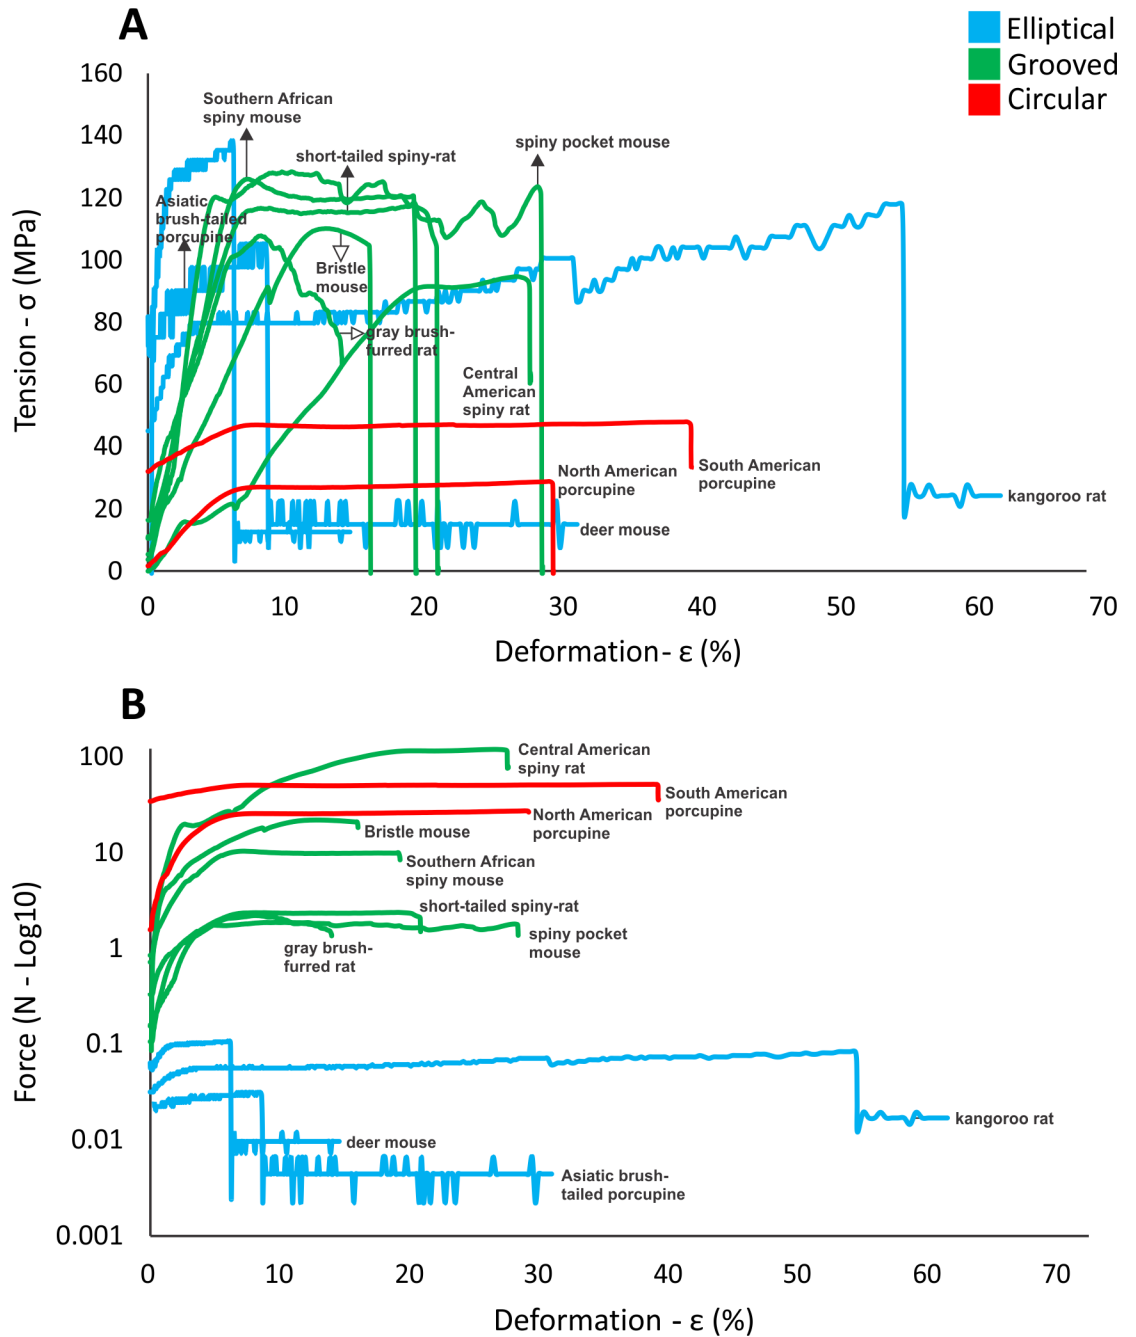 A
Elliptical
Grooved
Circular
160
140
120
100
80
60
40
20
0
Tension - σ (MPa)
Southern African
spiny mouse
short-tailed spiny-rat
spiny pocket mouse
Asiatic
brush-tailed
porcupine
Bristle
mouse
gray brush-
furred rat
Central
American
spiny rat
North American
porcupine
South American
porcupine
kangoroo rat
deer mouse
0 10 20 30 40 50 60 70
Deformation - ε (%)
B
100
10
1
0.1
0.01
0.001
Force (N - Log10)
Central American
spiny rat
South American
porcupine
North American
porcupine
Bristle mouse
Southern African
spiny mouse
short-tailed spiny-rat
gray brush-
furred rat
spiny pocket
mouse
kangoroo rat
deer mouse
Asiatic brush-
tailed porcupine
0 10 20 30 40 50 60 70
Deformation - ε (%)